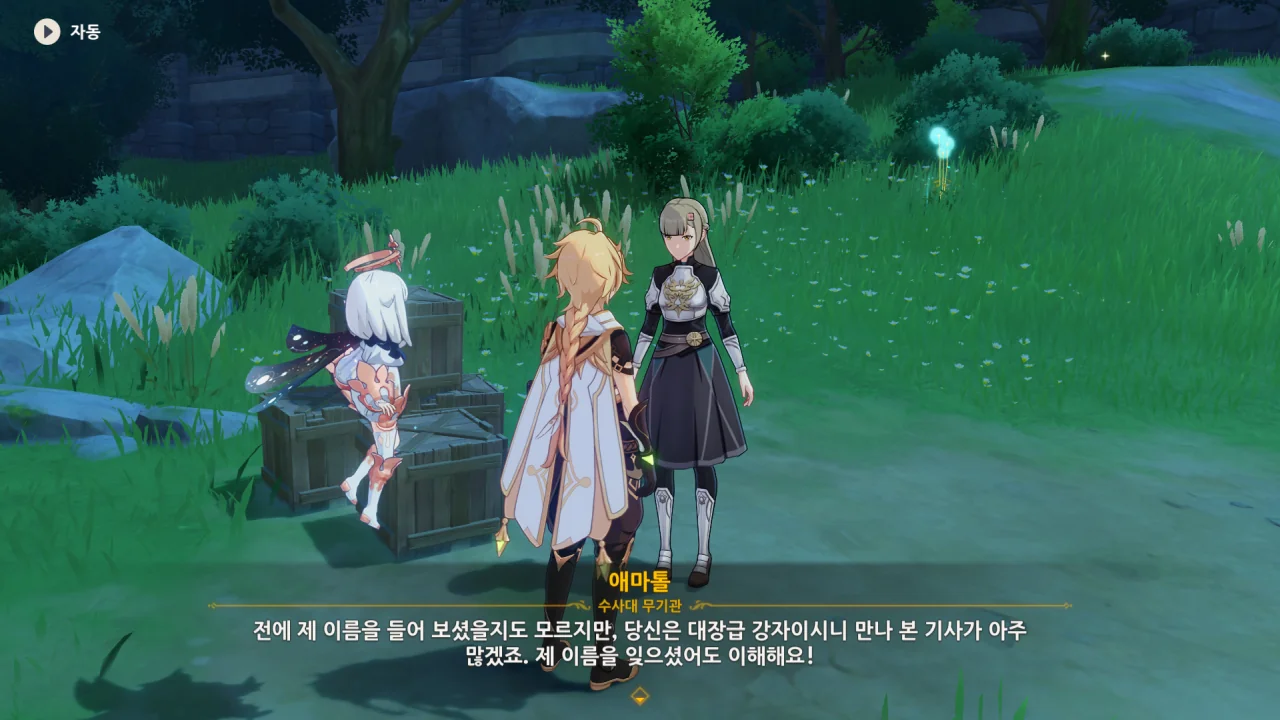 자동
애마톨
수사대 무기관
전에 제 이름을 들어 보셨을지도 모르지만, 당신은 대장급 강자이시니 만나 본 기사가 아주
많겠죠. 제 이름을 잊으셨어도 이해해요!